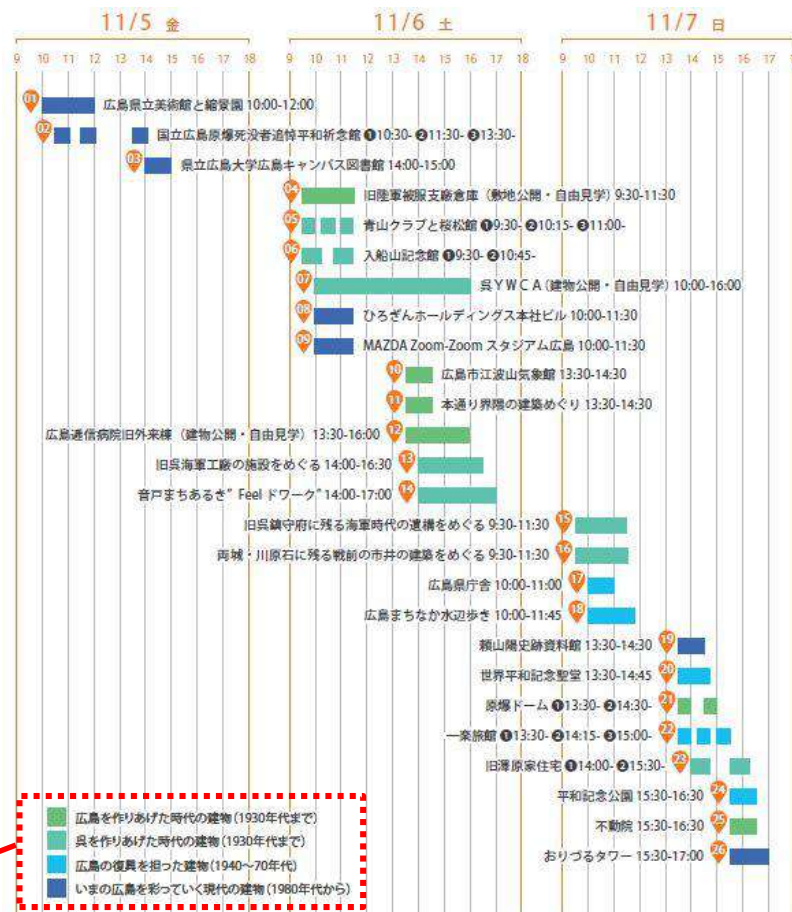 11/5 金
11/6 土
11/7 日
9 10 11 12 13 14 15 16 17 18
9 10 11 12 13 14 15 16 17 18
9 10 11 12 13 14 15 16 17
01 広島県立美術館と縮景園 10:00-12:00
02 国立広島原爆死没者追悼平和祈念館 ❶10:30- ❷11:30- ❸13:30-
03 県立広島大学広島キャンパス図書館 14:00-15:00
04 旧陸軍被服支廠倉庫（敷地公開・自由見学）9:30-11:30
05 青山クラブと桜松館 ❶9:30- ❷10:15- ❸11:00-
06 入船山記念館 ❶9:30- ❷10:45-
07 呉YWCA（建物公開・自由見学）10:00-16:00
08 ひろぎんホールディングス本社ビル 10:00-11:30
09 MAZDA Zoom-Zoom スタジアム広島 10:00-11:30
10 広島市江波山気象館 13:30-14:30
11 本通り界隈の建築めぐり 13:30-14:30
広島逓信病院旧外来棟（建物公開・自由見学）13:30-16:00 12
旧呉海軍工廠の施設をめぐる 14:00-16:30 13
音戸まちあるき"Feel ドワーク"14:00-17:00 14
旧呉鎮守府に残る海軍時代の遺構をめぐる 9:30-11:30 15
両城・川原石に残る戦前の市井の建築をめぐる 9:30-11:30 16
広島県庁舎 10:00-11:00 17
広島まちなか水辺歩き 10:00-11:45 18
頼山陽史跡資料館 13:30-14:30 19
世界平和記念聖堂 13:30-14:45 20
原爆ドーム ❶13:30- ❷14:30- 21
一楽旅館 ❶13:30- ❷14:15- ❸15:00- 22
旧澤原家住宅 ❶14:00- ❷15:30- 23
平和記念公園 15:30-16:30 24
不動院 15:30-16:30 25
おりづるタワー 15:30-17:00 26
広島を作りあげた時代の建物（1930年代まで）
呉を作りあげた時代の建物（1930年代まで）
広島の復興を担った建物（1940〜70年代）
いまの広島を彩っていく現代の建物（1980年代から）